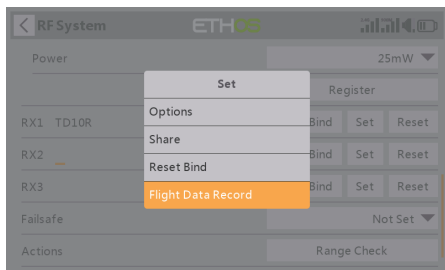 RF System ETHOS
Power 25mW
Set
Register
Options
RX1 TD10R Bind Set Reset
Share
RX2 Bind Set Reset
Reset Bind
RX3 Bind Set Reset
Flight Data Record
Failsafe Not Set
Actions Range Check